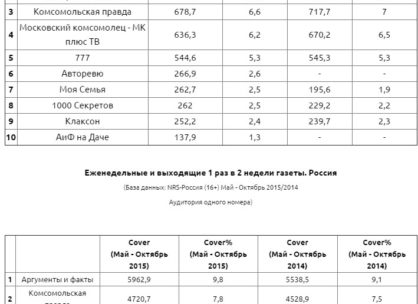 3 Комсомольская правда 678,7 6,6 717,7 7
4 Московский комсомолец - МК плюс ТВ 636,3 6,2 670,2 6,5
5 777 544,6 5,3 545,3 5,3
6 Авторевю 266,9 2,6 - -
7 Моя Семья 262,7 2,5 195,6 1,9
8 1000 Секретов 262 2,5 229,2 2,2
9 Клаксон 252,2 2,4 239,7 2,3
10 АиФ на Даче 137,9 1,3 - -
Еженедельные и выходящие 1 раз в 2 недели газеты. Россия
(База данных: NRS-Россия (16+) Май - Октябрь 2015/2014
Аудитория одного номера)
Cover (Май - Октябрь 2015) Cover% (Май - Октябрь 2015) Cover (Май - Октябрь 2014) Cover% (Май - Октябрь 2014)
1 Аргументы и факты 5962,9 9,8 5538,5 9,1
2 Комсомольская 4720,7 7,8 4528,9 7,5